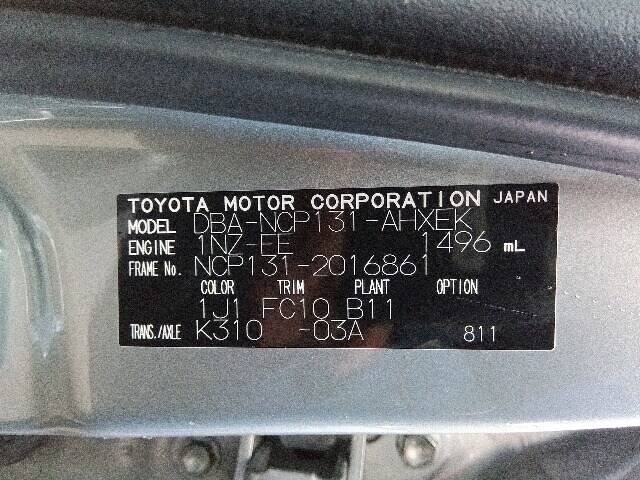 TOYOTA MOTOR CORPORATION JAPAN
MODEL DBA-NCP131-AHXEK
ENGINE 1NZ-FE 1496 mL
FRAME No. NCP131-2016861
COLOR TRIM PLANT OPTION
1J1 FC10 B11
TRANS./AXLE K310 -03A 811